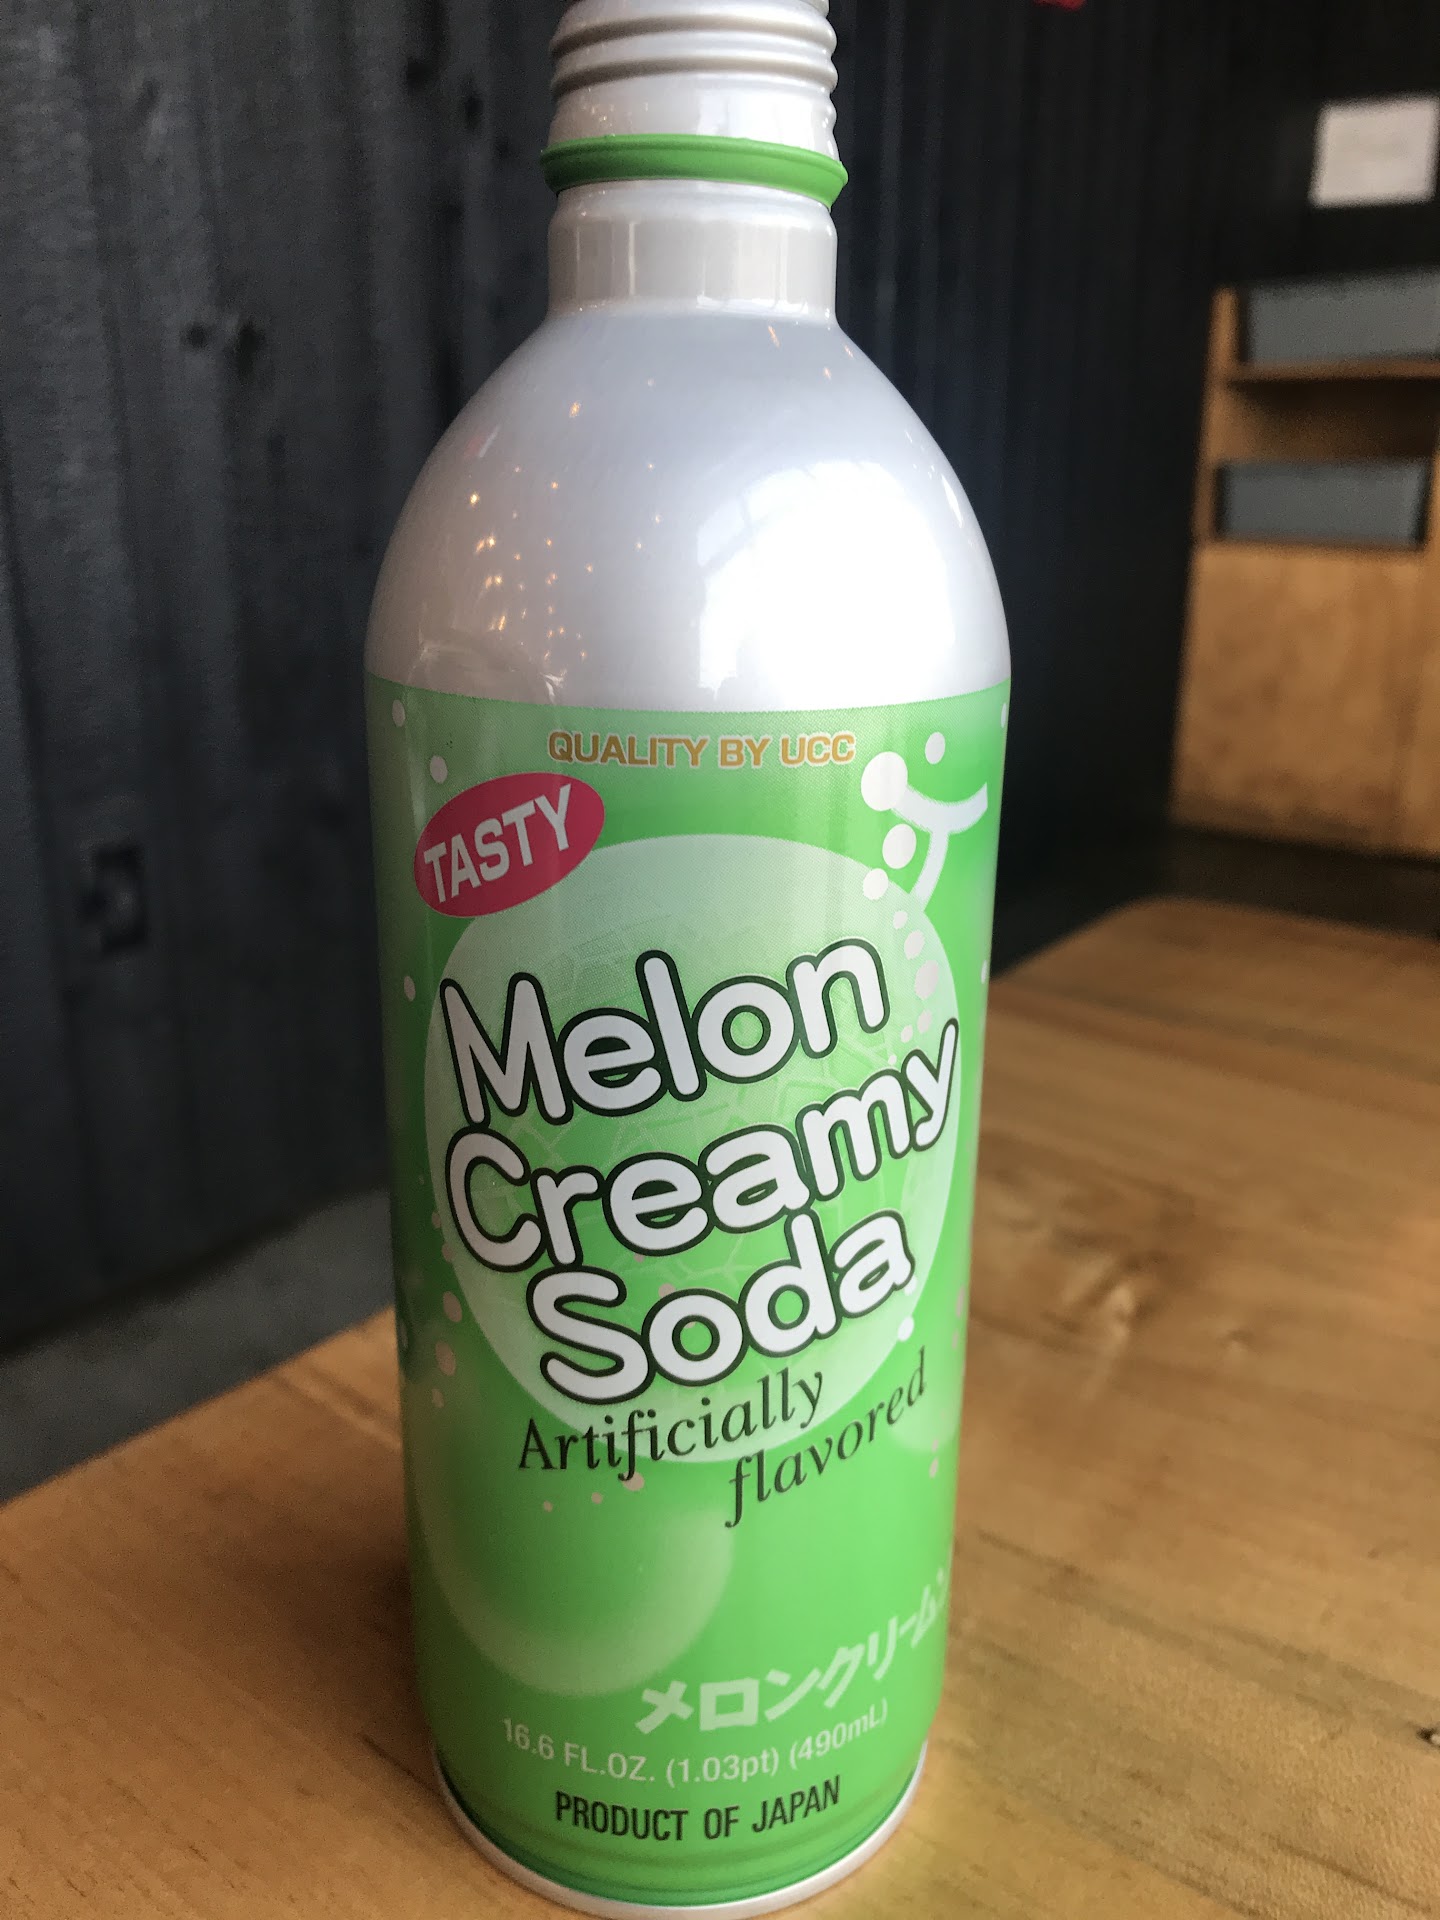 QUALITY BY UCC
TASTY
Melon
Creamy
Soda
Artificially
flavored
メロンクリーム
16.6 FL.OZ. (1.03pt) (490mL)
PRODUCT OF JAPAN